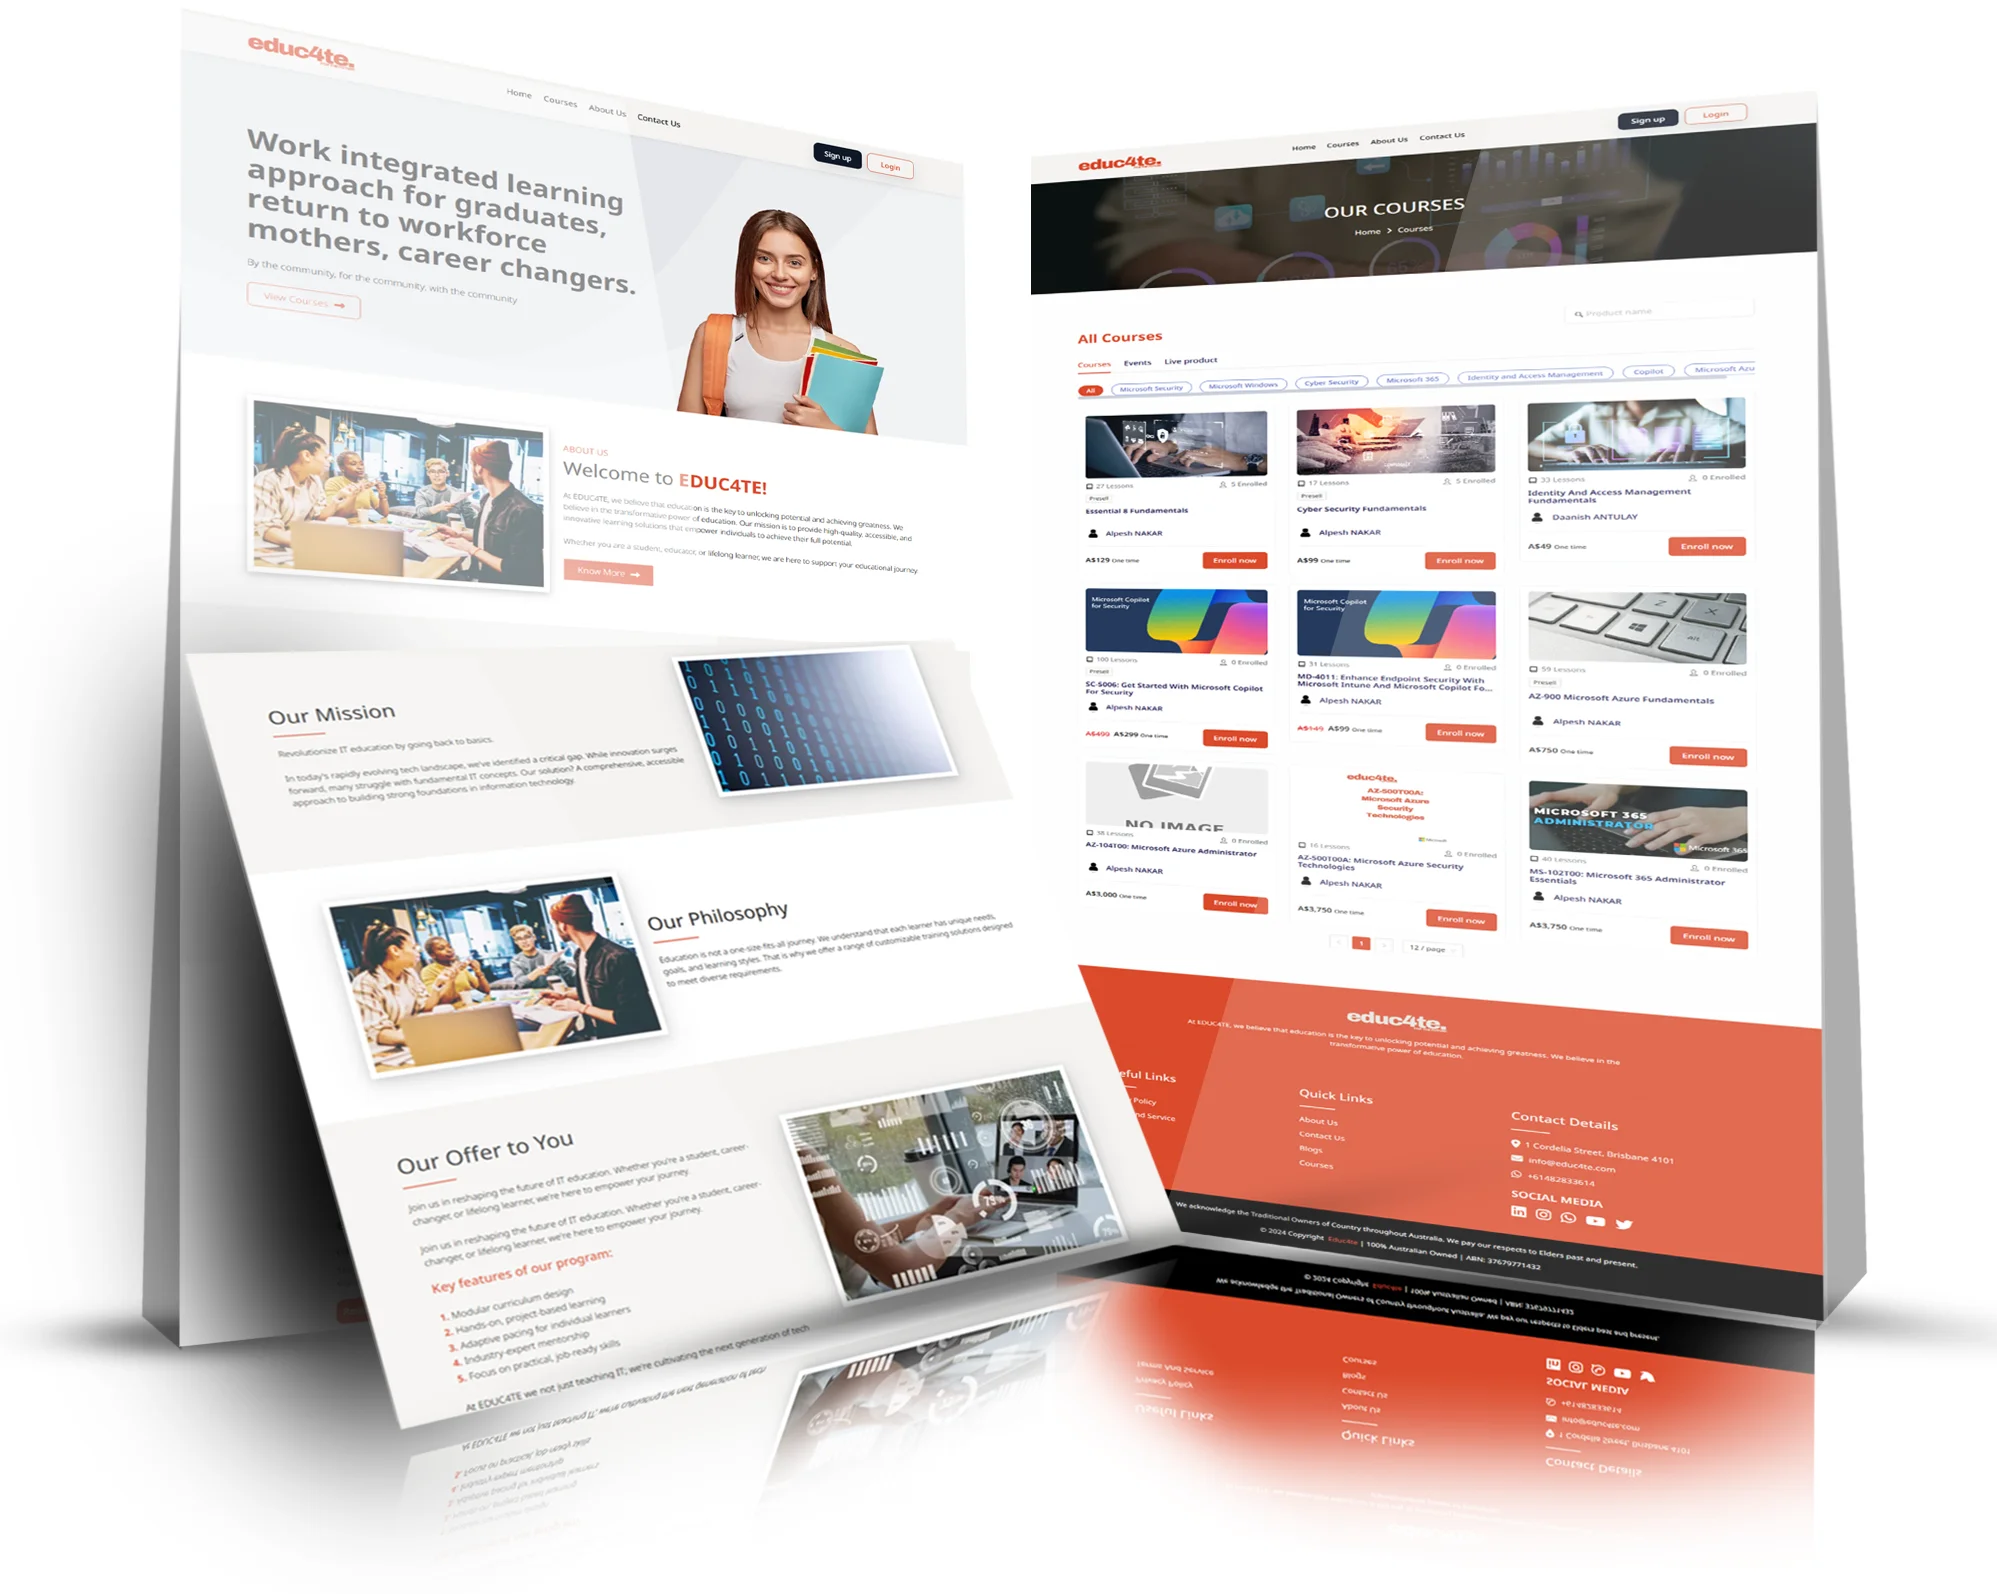 educ4te.
Home
Courses
About Us
Contact Us
Sign up
Login
Work integrated learning
approach for graduates,
return to workforce
mothers, career changers.
By the community, for the community, with the community
View Courses
ABOUT US
Welcome to EDUC4TE!
At EDUC4TE, we believe that education is the key to unlocking potential and achieving greatness. We
believe in the transformative power of education. Our mission is to provide high-quality, accessible, and
innovative learning solutions that empower individuals to achieve their full potential.
Whether you are a student, educator, or lifelong learner, we are here to support your educational journey.
Know More
Our Mission
Revolutionize IT education by going back to basics.
In today's rapidly evolving tech landscape, we've identified a critical gap. While innovation surges
forward, many struggle with fundamental IT concepts. Our solution? A comprehensive, accessible
approach to building strong foundations in information technology.
Our Philosophy
Education is not a one-size-fits-all journey. We understand that each learner has unique needs,
goals, and learning styles. That is why we offer a range of customizable training solutions designed
to meet diverse requirements.
Our Offer to You
Join us in reshaping the future of IT education. Whether you're a student, career-
changer, or lifelong learner, we're here to empower your journey.
Join us in reshaping the future of IT education. Whether you're a student, career-
changer, or lifelong learner, we're here to empower your journey.
Key features of our program:
1. Modular curriculum design
2. Hands-on, project-based learning
3. Adaptive pacing for individual learners
4. Industry-expert mentorship
5. Focus on practical, job-ready skills
At EDUC4TE we not just teaching IT; we're cultivating the next generation of tech
educ4te.
Home
Courses
About Us
Contact Us
Sign up
Login
OUR COURSES
Home > Courses
Product name
All Courses
Courses
Events
Live product
All
Microsoft Security
Microsoft Windows
Cyber Security
Microsoft 365
Identity and Access Management
Copilot
Microsoft Azu
27 Lessons
5 Enrolled
Presell
Essential 8 Fundamentals
Alpesh NAKAR
A$129 One time
Enroll now
17 Lessons
5 Enrolled
Presell
Cyber Security Fundamentals
Alpesh NAKAR
A$99 One time
Enroll now
33 Lessons
0 Enrolled
Identity And Access Management
Fundamentals
Daanish ANTULAY
A$49 One time
Enroll now
Microsoft Copilot
for Security
100 Lessons
0 Enrolled
Presell
SC-5006: Get Started With Microsoft Copilot
For Security
Alpesh NAKAR
A$499 A$299 One time
Enroll now
Microsoft Copilot
for Security
31 Lessons
0 Enrolled
MD-4011: Enhance Endpoint Security With
Microsoft Intune And Microsoft Copilot Fo...
Alpesh NAKAR
A$149 A$99 One time
Enroll now
59 Lessons
0 Enrolled
Presell
AZ-900 Microsoft Azure Fundamentals
Alpesh NAKAR
A$750 One time
Enroll now
NO IMAGE
38 Lessons
0 Enrolled
AZ-104T00: Microsoft Azure Administrator
Alpesh NAKAR
A$3,000 One time
Enroll now
educ4te.
AZ-500T00A:
Microsoft Azure
Security
Technologies
Microsoft
16 Lessons
0 Enrolled
AZ-500T00A: Microsoft Azure Security
Technologies
Alpesh NAKAR
A$3,750 One time
Enroll now
MICROSOFT 365
ADMINISTRATOR
Microsoft 365
40 Lessons
0 Enrolled
MS-102T00: Microsoft 365 Administrator
Essentials
Alpesh NAKAR
A$3,750 One time
Enroll now
< 1 > 12 / page
educ4te.
At EDUC4TE, we believe that education is the key to unlocking potential and achieving greatness. We believe in the
transformative power of education.
eful Links
Policy
nd Service
Quick Links
About Us
Contact Us
Blogs
Courses
Contact Details
1 Cordelia Street, Brisbane 4101
info@educ4te.com
+61482833614
SOCIAL MEDIA
We acknowledge the Traditional Owners of Country throughout Australia. We pay our respects to Elders past and present.
© 2024 Copyright Educ4te | 100% Australian Owned | ABN: 37679771432